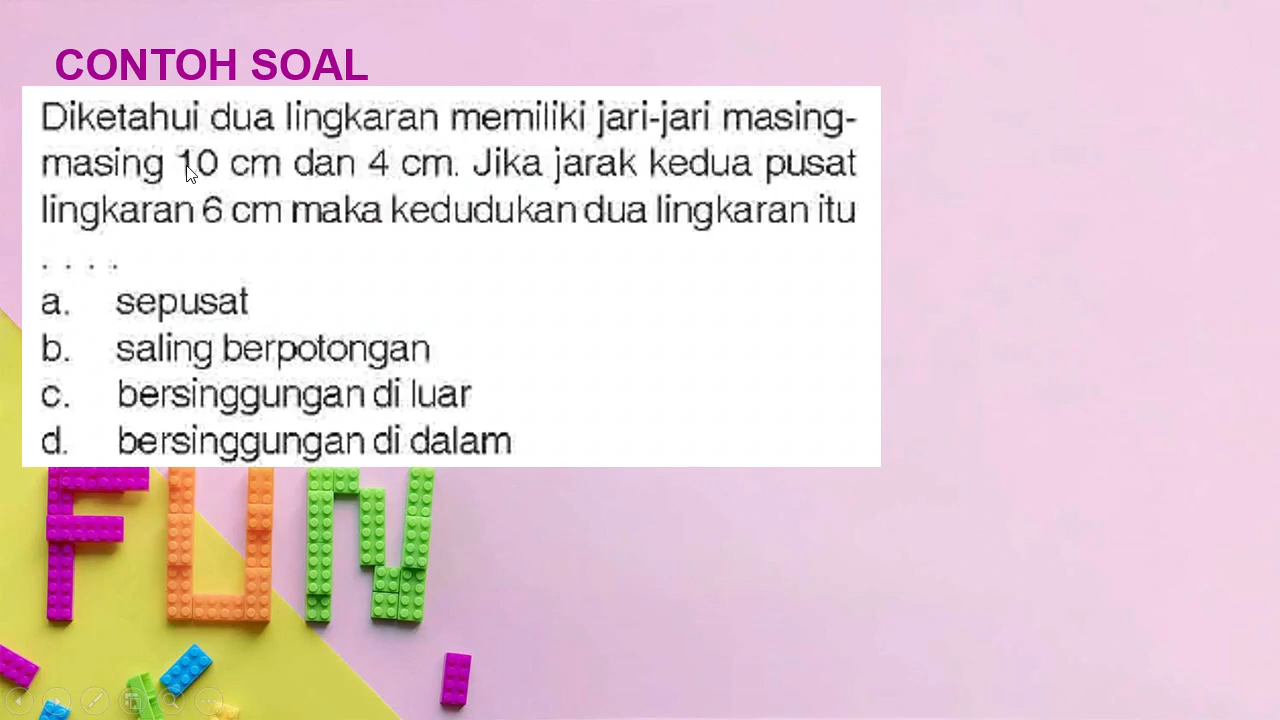 CONTOH SOAL
Diketahui dua lingkaran memiliki jari-jari masing-
masing 10 cm dan 4 cm. Jika jarak kedua pusat
lingkaran 6 cm maka kedudukan dua lingkaran itu
. . . .
a. sepusat
b. saling berpotongan
c. bersinggungan di luar
d. bersinggungan di dalam
FUN